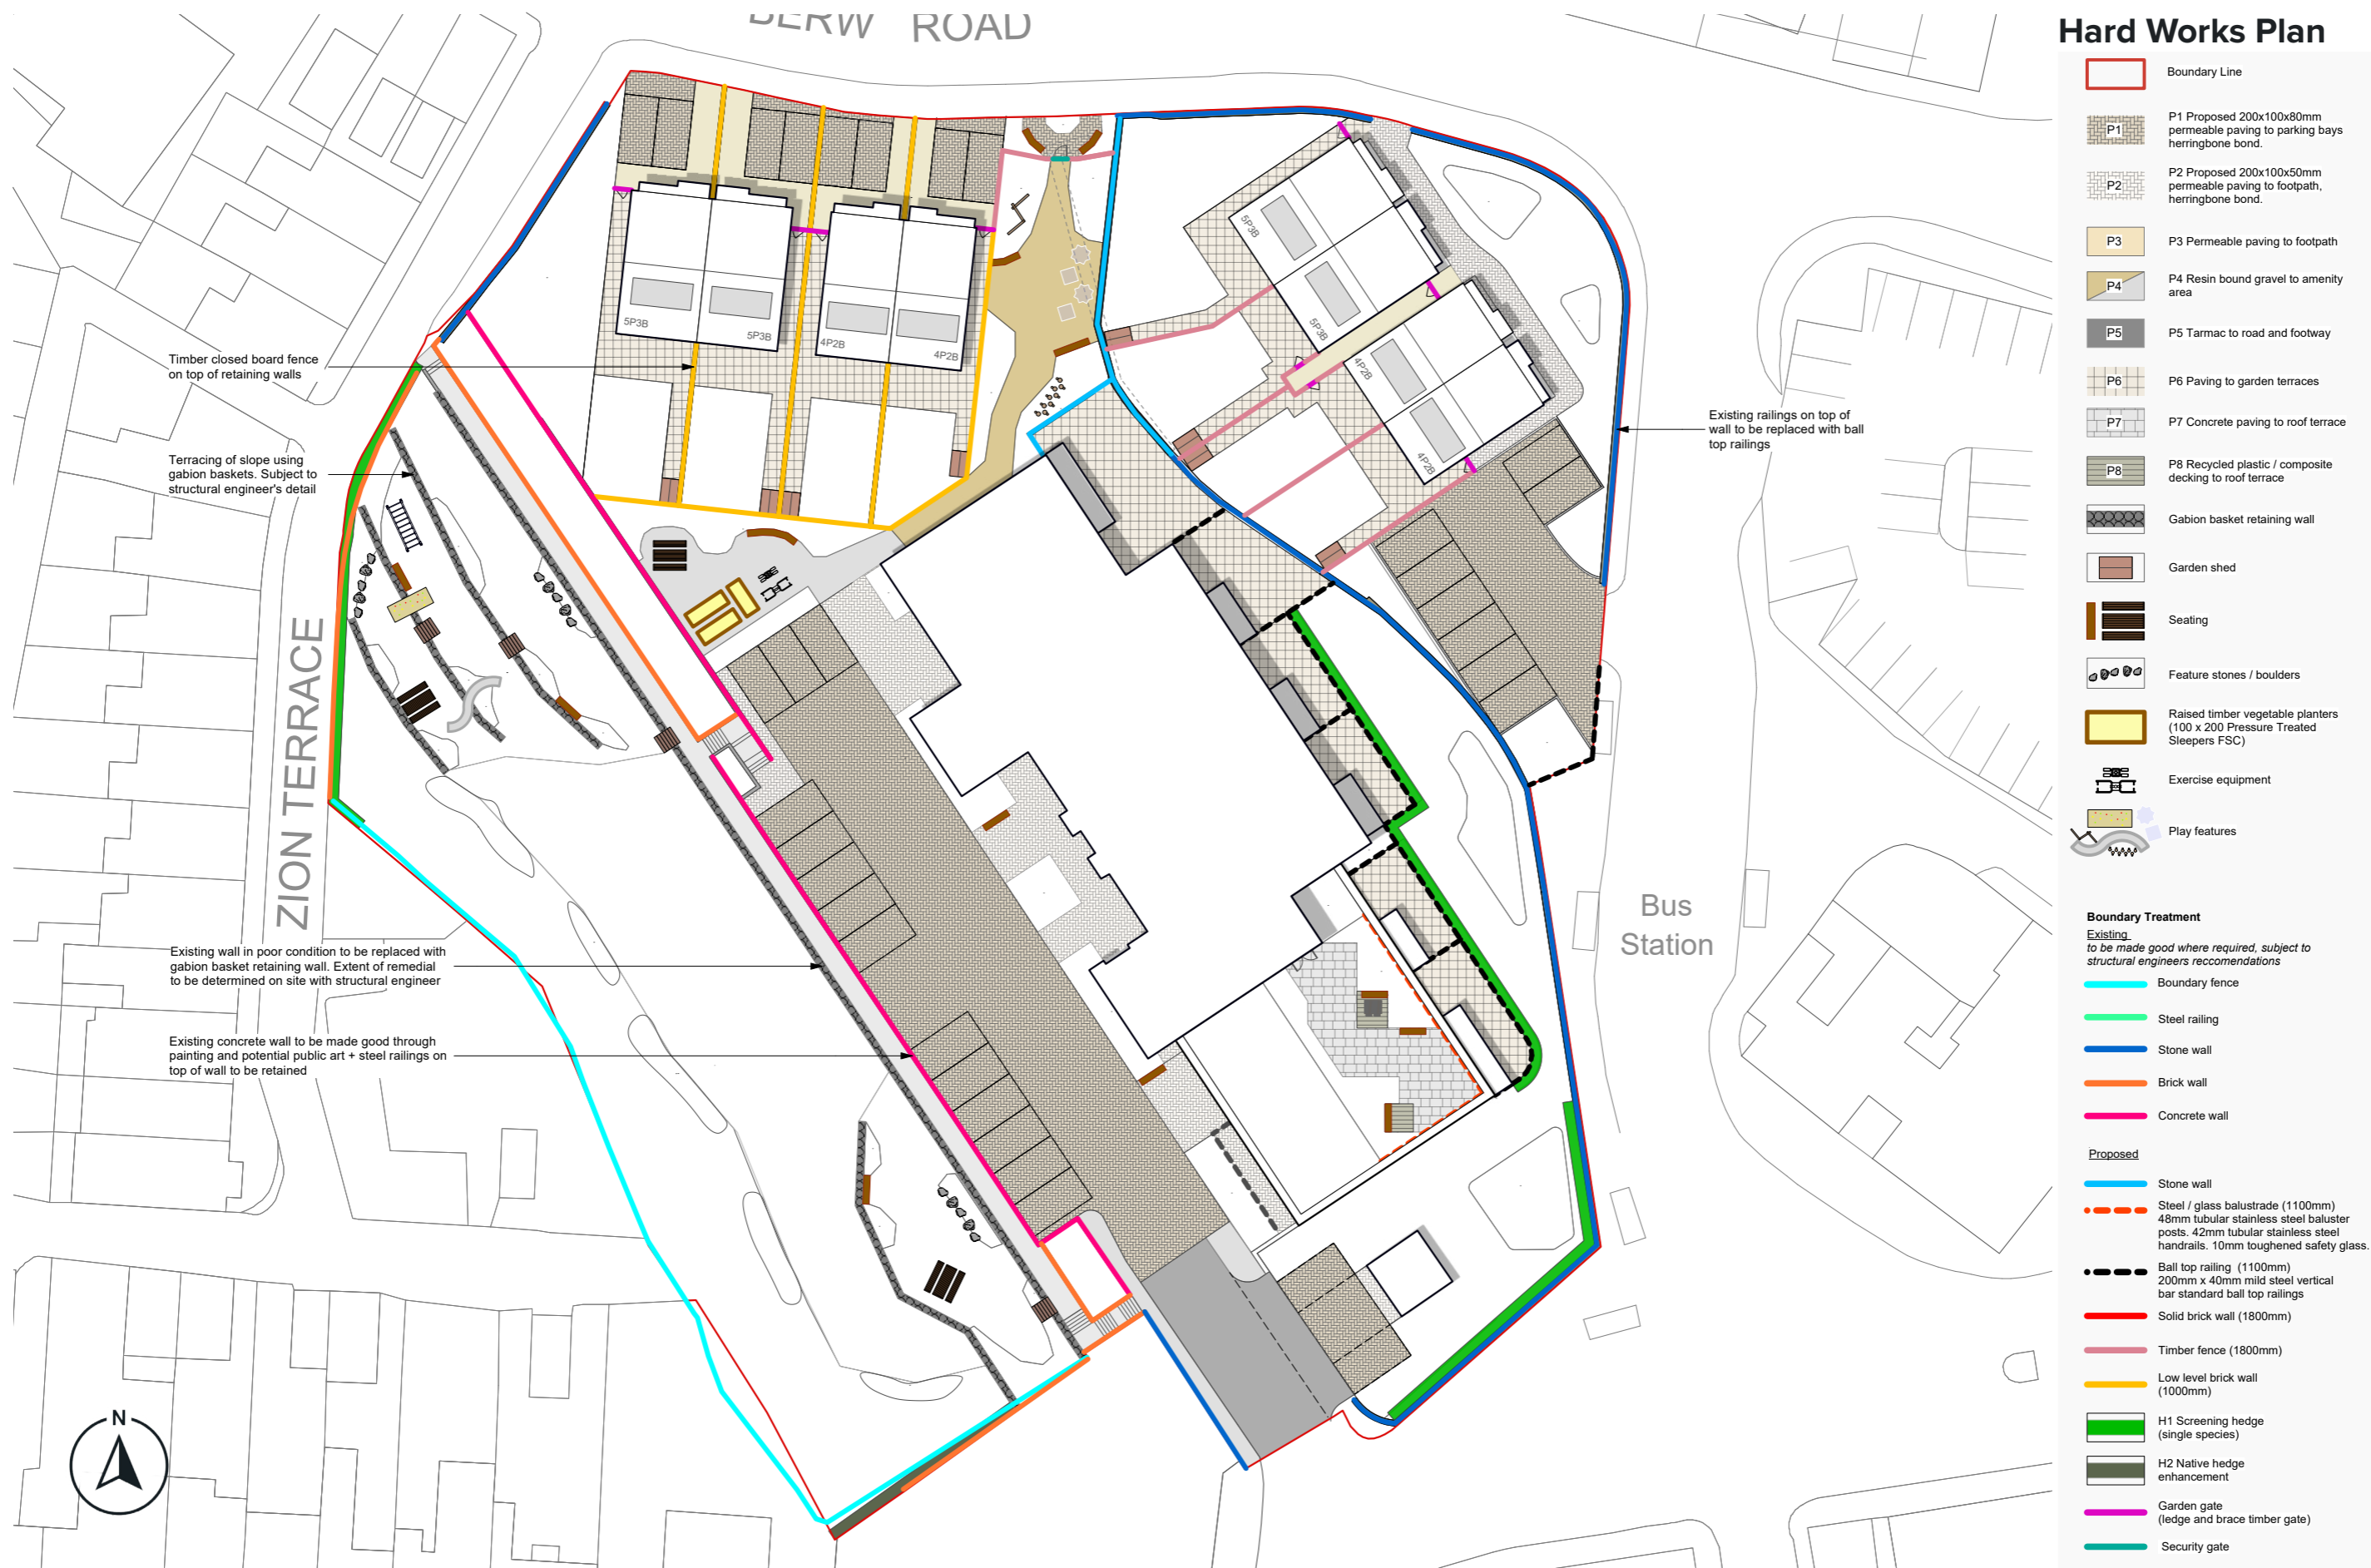 BERW ROAD
Hard Works Plan
Boundary Line
P1
P1 Proposed 200x100x80mm
permeable paving to parking bays
herringbone bond.
P2
P2 Proposed 200x100x50mm
permeable paving to footpath,
herringbone bond.
P3
P3 Permeable paving to footpath
P4
P4 Resin bound gravel to amenity
area
P5
P5 Tarmac to road and footway
P6
P6 Paving to garden terraces
P7
P7 Concrete paving to roof terrace
P8
P8 Recycled plastic / composite
decking to roof terrace
Gabion basket retaining wall
Garden shed
Seating
Feature stones / boulders
Raised timber vegetable planters
(100 x 200 Pressure Treated
Sleepers FSC)
Exercise equipment
Play features
Boundary Treatment
Existing
to be made good where required, subject to
structural engineers reccomendations
Boundary fence
Steel railing
Stone wall
Brick wall
Concrete wall
Proposed
Stone wall
Steel / glass balustrade (1100mm)
48mm tubular stainless steel baluster
posts. 42mm tubular stainless steel
handrails. 10mm toughened safety glass.
Ball top railing (1100mm)
200mm x 40mm mild steel vertical
bar standard ball top railings
Solid brick wall (1800mm)
Timber fence (1800mm)
Low level brick wall
(1000mm)
H1 Screening hedge
(single species)
H2 Native hedge
enhancement
Garden gate
(ledge and brace timber gate)
Security gate
5P3B
5P3B
4P2B
4P2B
5P3B
5P3B
4P2B
4P2B
Timber closed board fence
on top of retaining walls
Terracing of slope using
gabion baskets. Subject to
structural engineer's detail
Existing railings on top of
wall to be replaced with ball
top railings
ZION TERRACE
Bus
Station
Existing wall in poor condition to be replaced with
gabion basket retaining wall. Extent of remedial
to be determined on site with structural engineer
Existing concrete wall to be made good through
painting and potential public art + steel railings on
top of wall to be retained
N